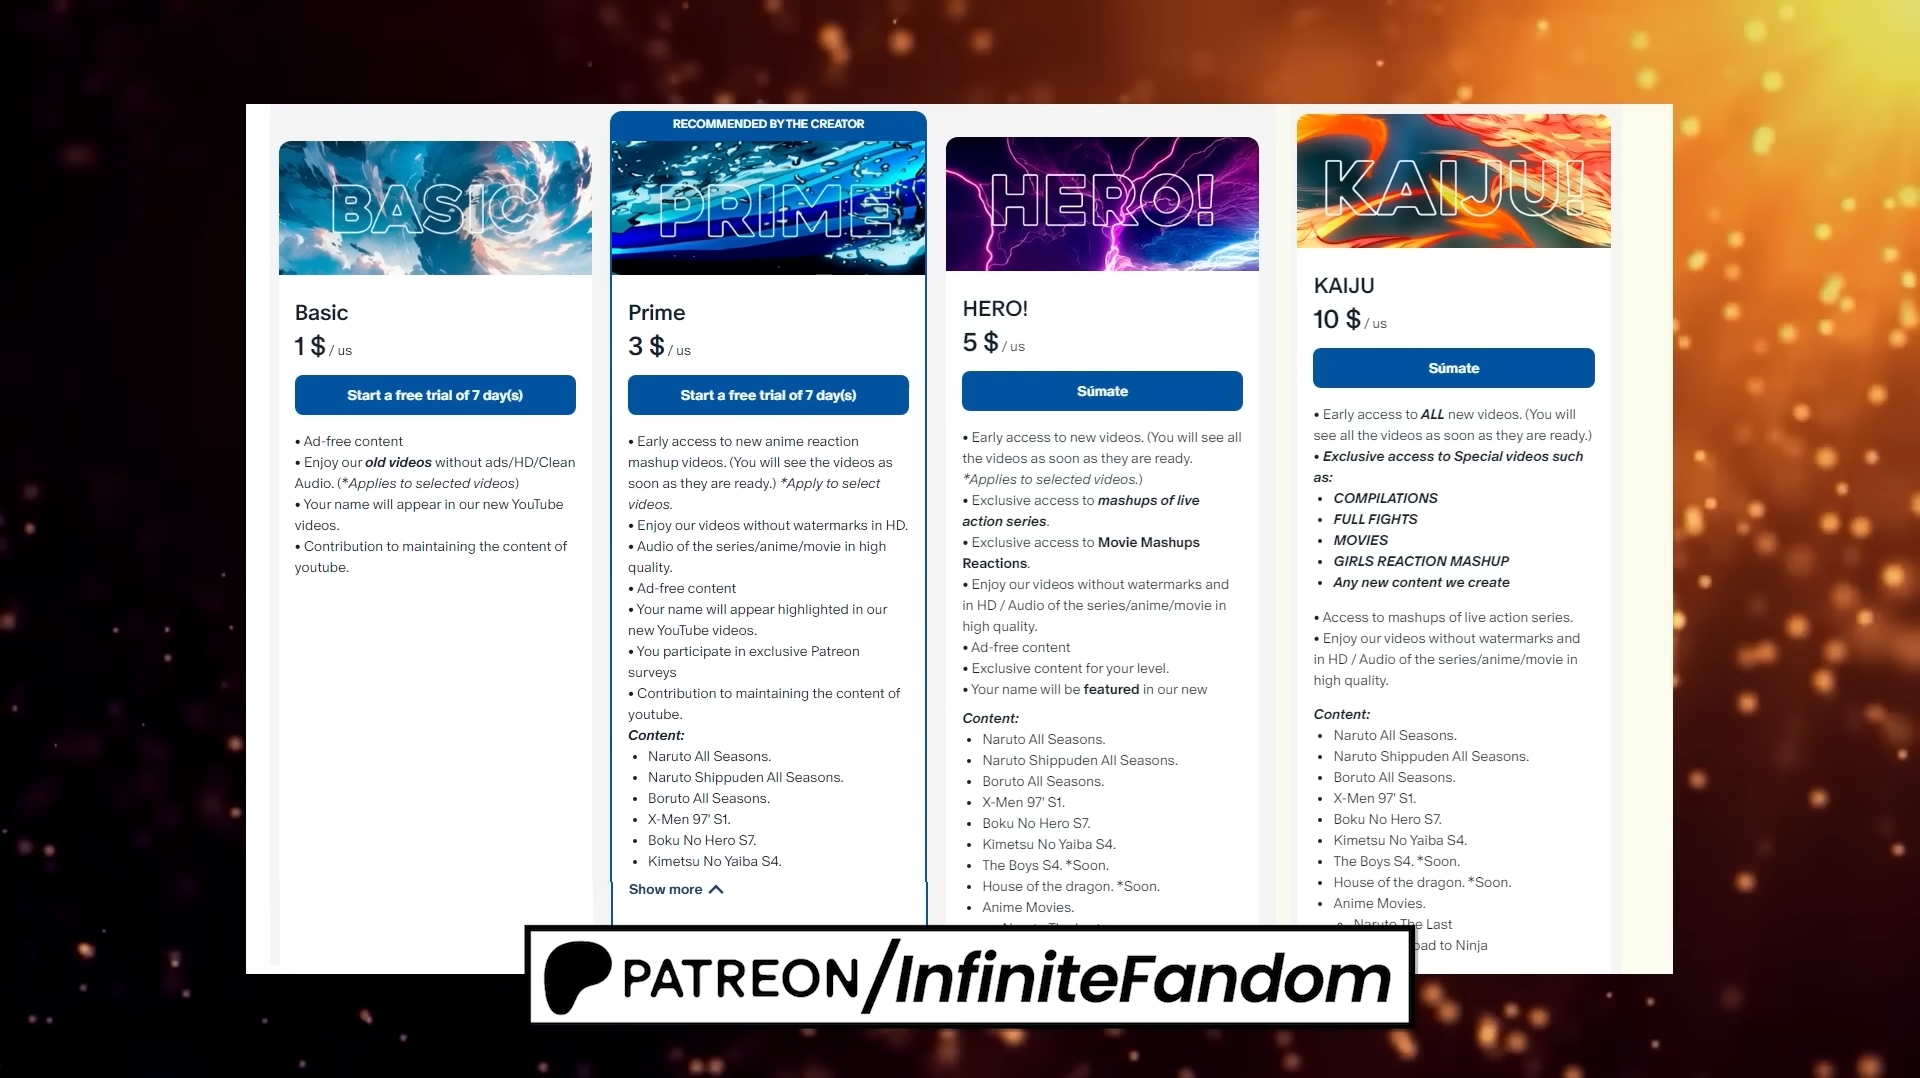 BASIC
Basic
1 $ / us
Start a free trial of 7 day(s)
• Ad-free content
• Enjoy our old videos without ads/HD/Clean
Audio. (*Applies to selected videos)
• Your name will appear in our new YouTube
videos.
• Contribution to maintaining the content of
youtube.
RECOMMENDED BY THE CREATOR
PRIME
Prime
3 $ / us
Start a free trial of 7 day(s)
• Early access to new anime reaction
mashup videos. (You will see the videos as
soon as they are ready.) *Apply to select
videos.
• Enjoy our videos without watermarks in HD.
• Audio of the series/anime/movie in high
quality.
• Ad-free content
• Your name will appear highlighted in our
new YouTube videos.
• You participate in exclusive Patreon
surveys
• Contribution to maintaining the content of
youtube.
Content:
• Naruto All Seasons.
• Naruto Shippuden All Seasons.
• Boruto All Seasons.
• X-Men 97' S1.
• Boku No Hero S7.
• Kimetsu No Yaiba S4.
Show more
HERO!
HERO!
5 $ / us
Súmate
• Early access to new videos. (You will see all
the videos as soon as they are ready.
*Applies to selected videos.)
• Exclusive access to mashups of live
action series.
• Exclusive access to Movie Mashups
Reactions.
• Enjoy our videos without watermarks and
in HD / Audio of the series/anime/movie in
high quality.
• Ad-free content
• Exclusive content for your level.
• Your name will be featured in our new
Content:
• Naruto All Seasons.
• Naruto Shippuden All Seasons.
• Boruto All Seasons.
• X-Men 97' S1.
• Boku No Hero S7.
• Kimetsu No Yaiba S4.
• The Boys S4. *Soon.
• House of the dragon. *Soon.
• Anime Movies.
KAIJU!
KAIJU
10 $ / us
Súmate
• Early access to ALL new videos. (You will
see all the videos as soon as they are ready.)
• Exclusive access to Special videos such
as:
• COMPILATIONS
• FULL FIGHTS
• MOVIES
• GIRLS REACTION MASHUP
• Any new content we create
• Access to mashups of live action series.
• Enjoy our videos without watermarks and
in HD / Audio of the series/anime/movie in
high quality.
Content:
• Naruto All Seasons.
• Naruto Shippuden All Seasons.
• Boruto All Seasons.
• X-Men 97' S1.
• Boku No Hero S7.
• Kimetsu No Yaiba S4.
• The Boys S4. *Soon.
• House of the dragon. *Soon.
• Anime Movies.
Naruto The Last
to Ninja
PATREON/InfiniteFandom